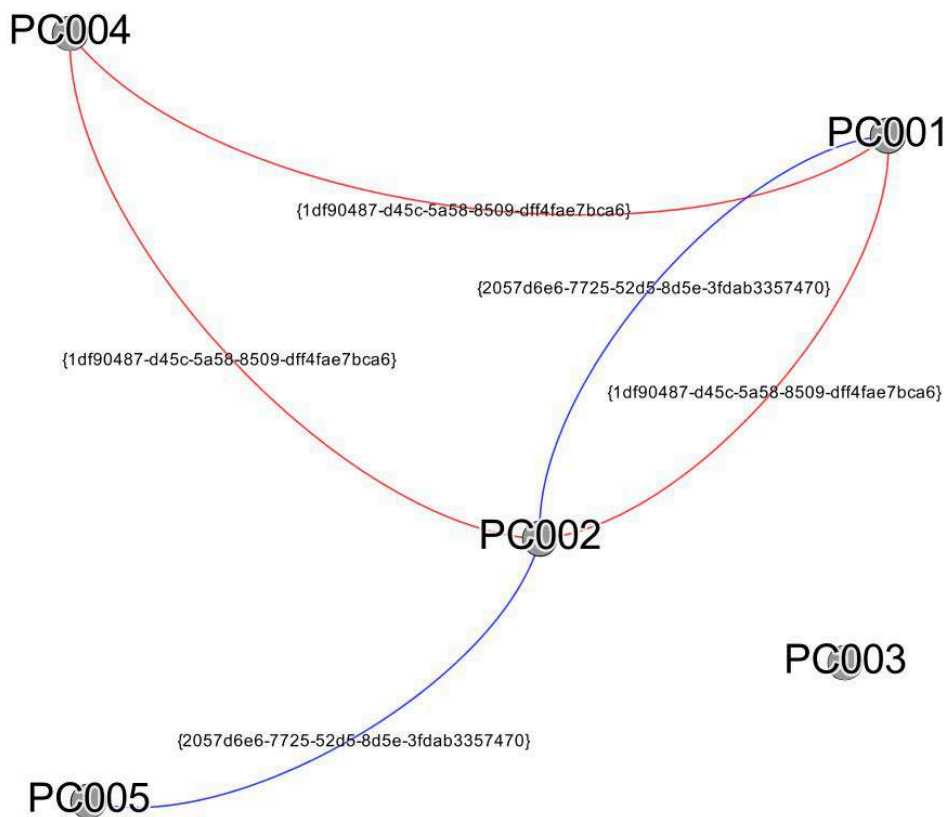 PC004
PC001
{1df90487-d45c-5a58-8509-dff4fae7bca6}
{2057d6e6-7725-52d5-8d5e-3fdab3357470}
{1df90487-d45c-5a58-8509-dff4fae7bca6}
{1df90487-d45c-5a58-8509-dff4fae7bca6}
PC002
PC003
{2057d6e6-7725-52d5-8d5e-3fdab3357470}
PC005